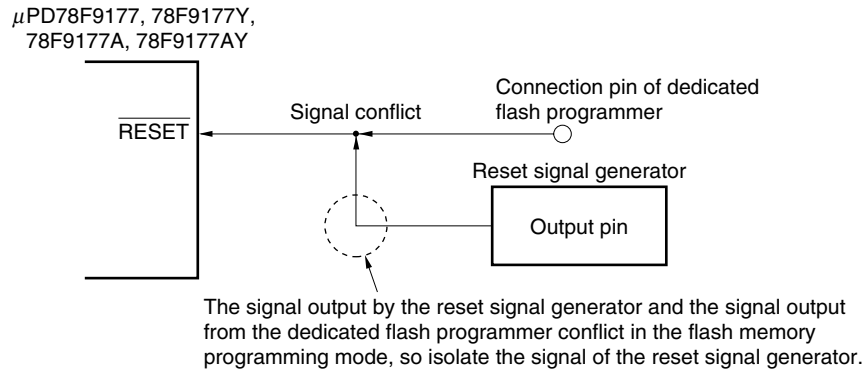 μPD78F9177, 78F9177Y,
78F9177A, 78F9177AY
RESET
Signal conflict
Connection pin of dedicated
flash programmer
Reset signal generator
Output pin
The signal output by the reset signal generator and the signal output
from the dedicated flash programmer conflict in the flash memory
programming mode, so isolate the signal of the reset signal generator.